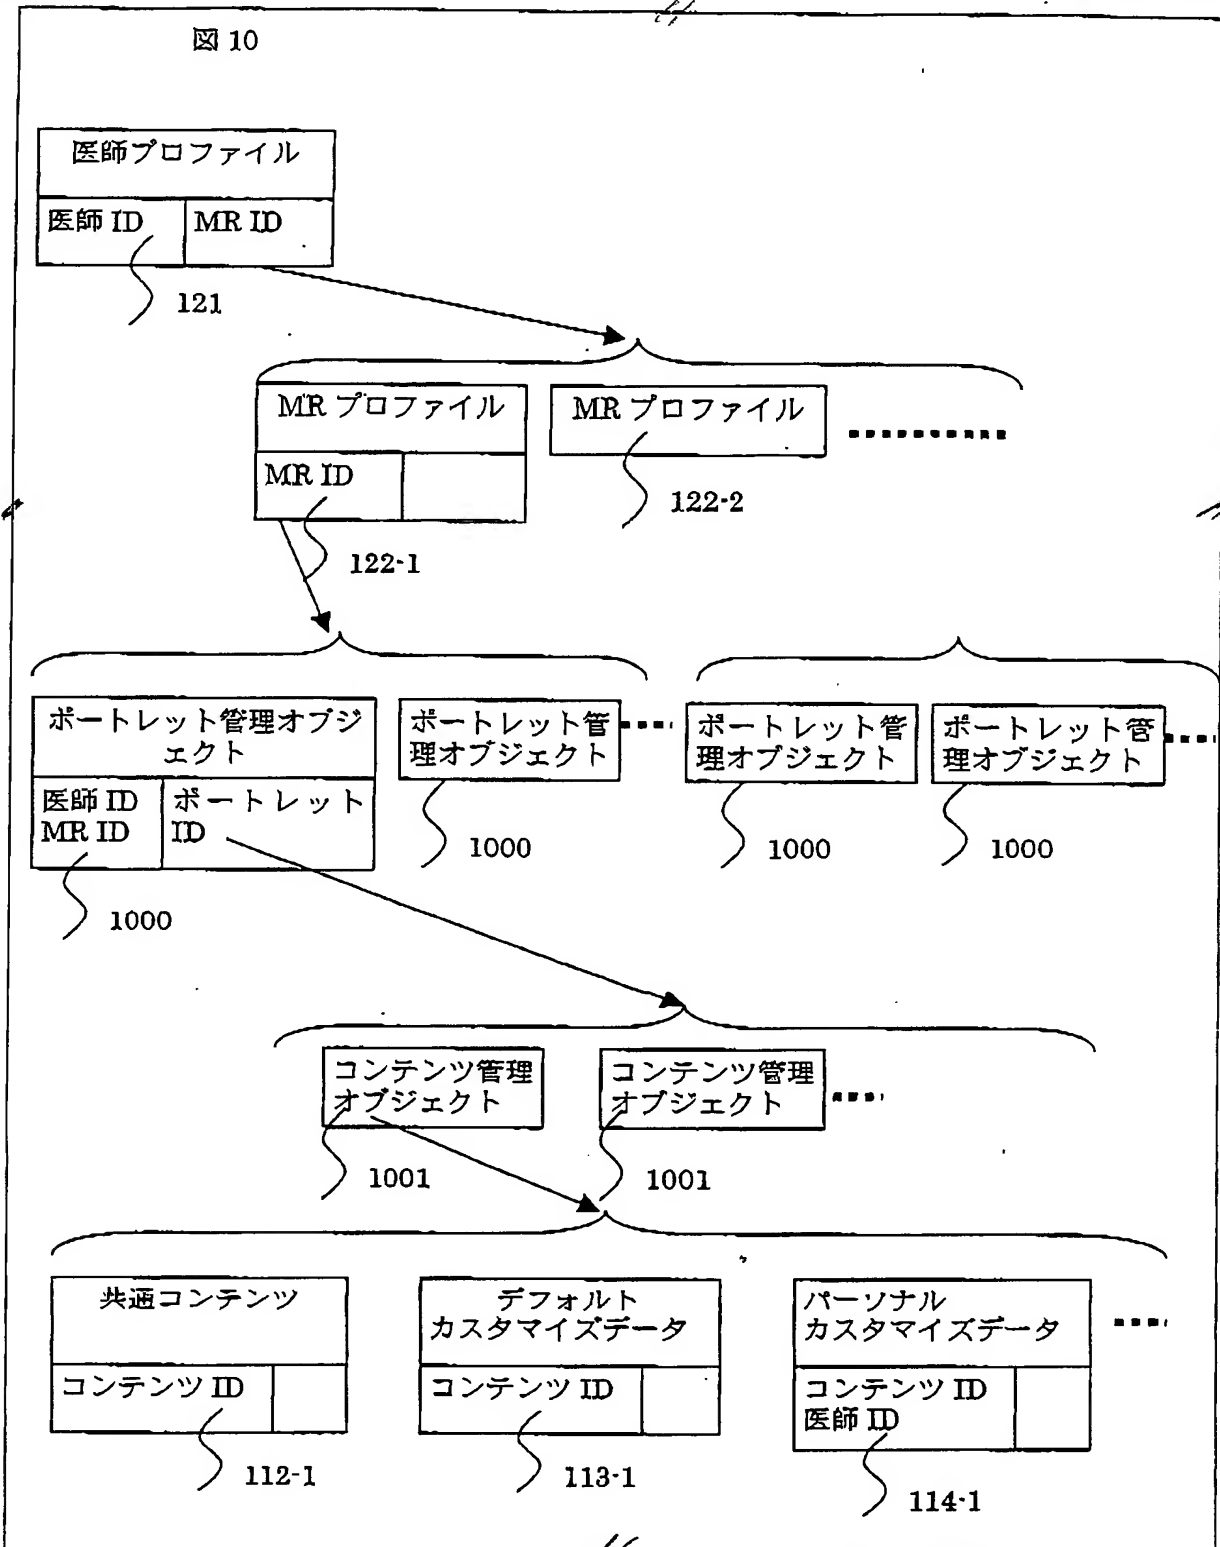 図 10
医師プロファイル
医師 ID
MR ID
121
MR プロファイル
MR プロファイル
MR ID
122-2
122-1
ポートレット管理オブジ
ェクト
ポートレット管
理オブジェクト
ポートレット管
理オブジェクト
ポートレット管
理オブジェクト
医師 ID
MR ID
ポートレット
ID
1000
1000
1000
1000
コンテンツ管理
オブジェクト
コンテンツ管理
オブジェクト
1001
1001
共通コンテンツ
デフォルト
カスタマイズデータ
パーソナル
カスタマイズデータ
コンテンツ ID
コンテンツ ID
コンテンツ ID
医師 ID
112-1
113-1
114-1